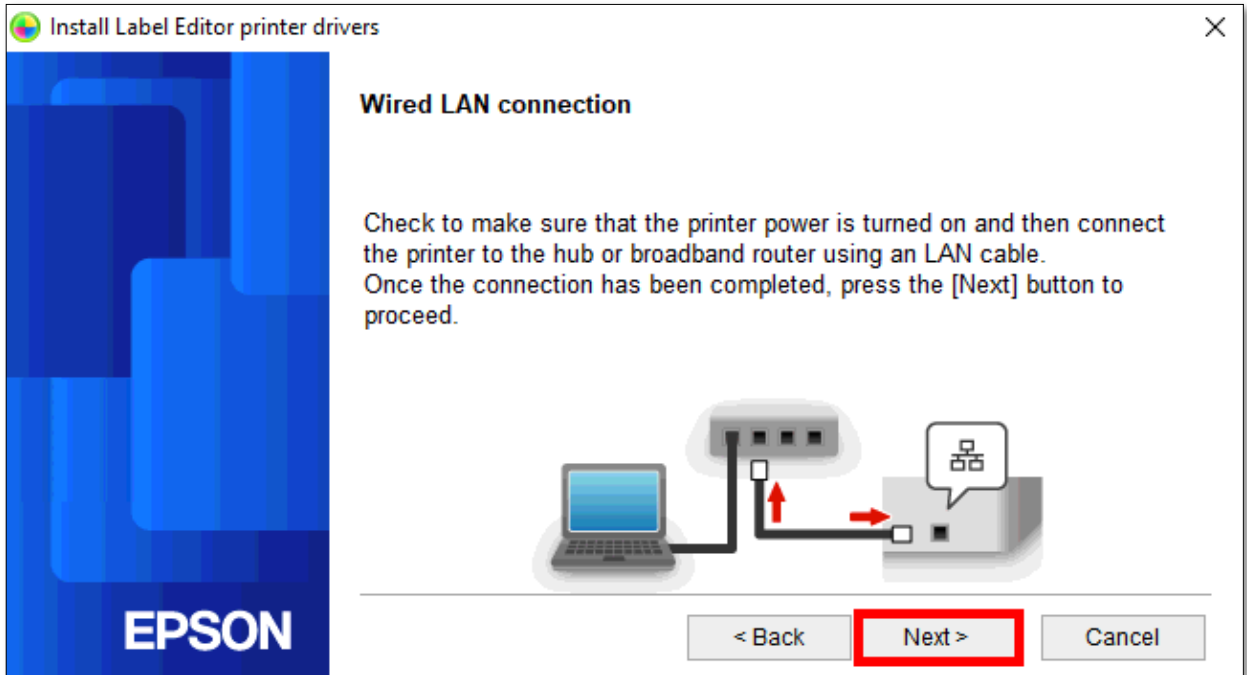 Install Label Editor printer drivers
Wired LAN connection
Check to make sure that the printer power is turned on and then connect
the printer to the hub or broadband router using an LAN cable.
Once the connection has been completed, press the [Next] button to
proceed.
EPSON
< Back
Next >
Cancel